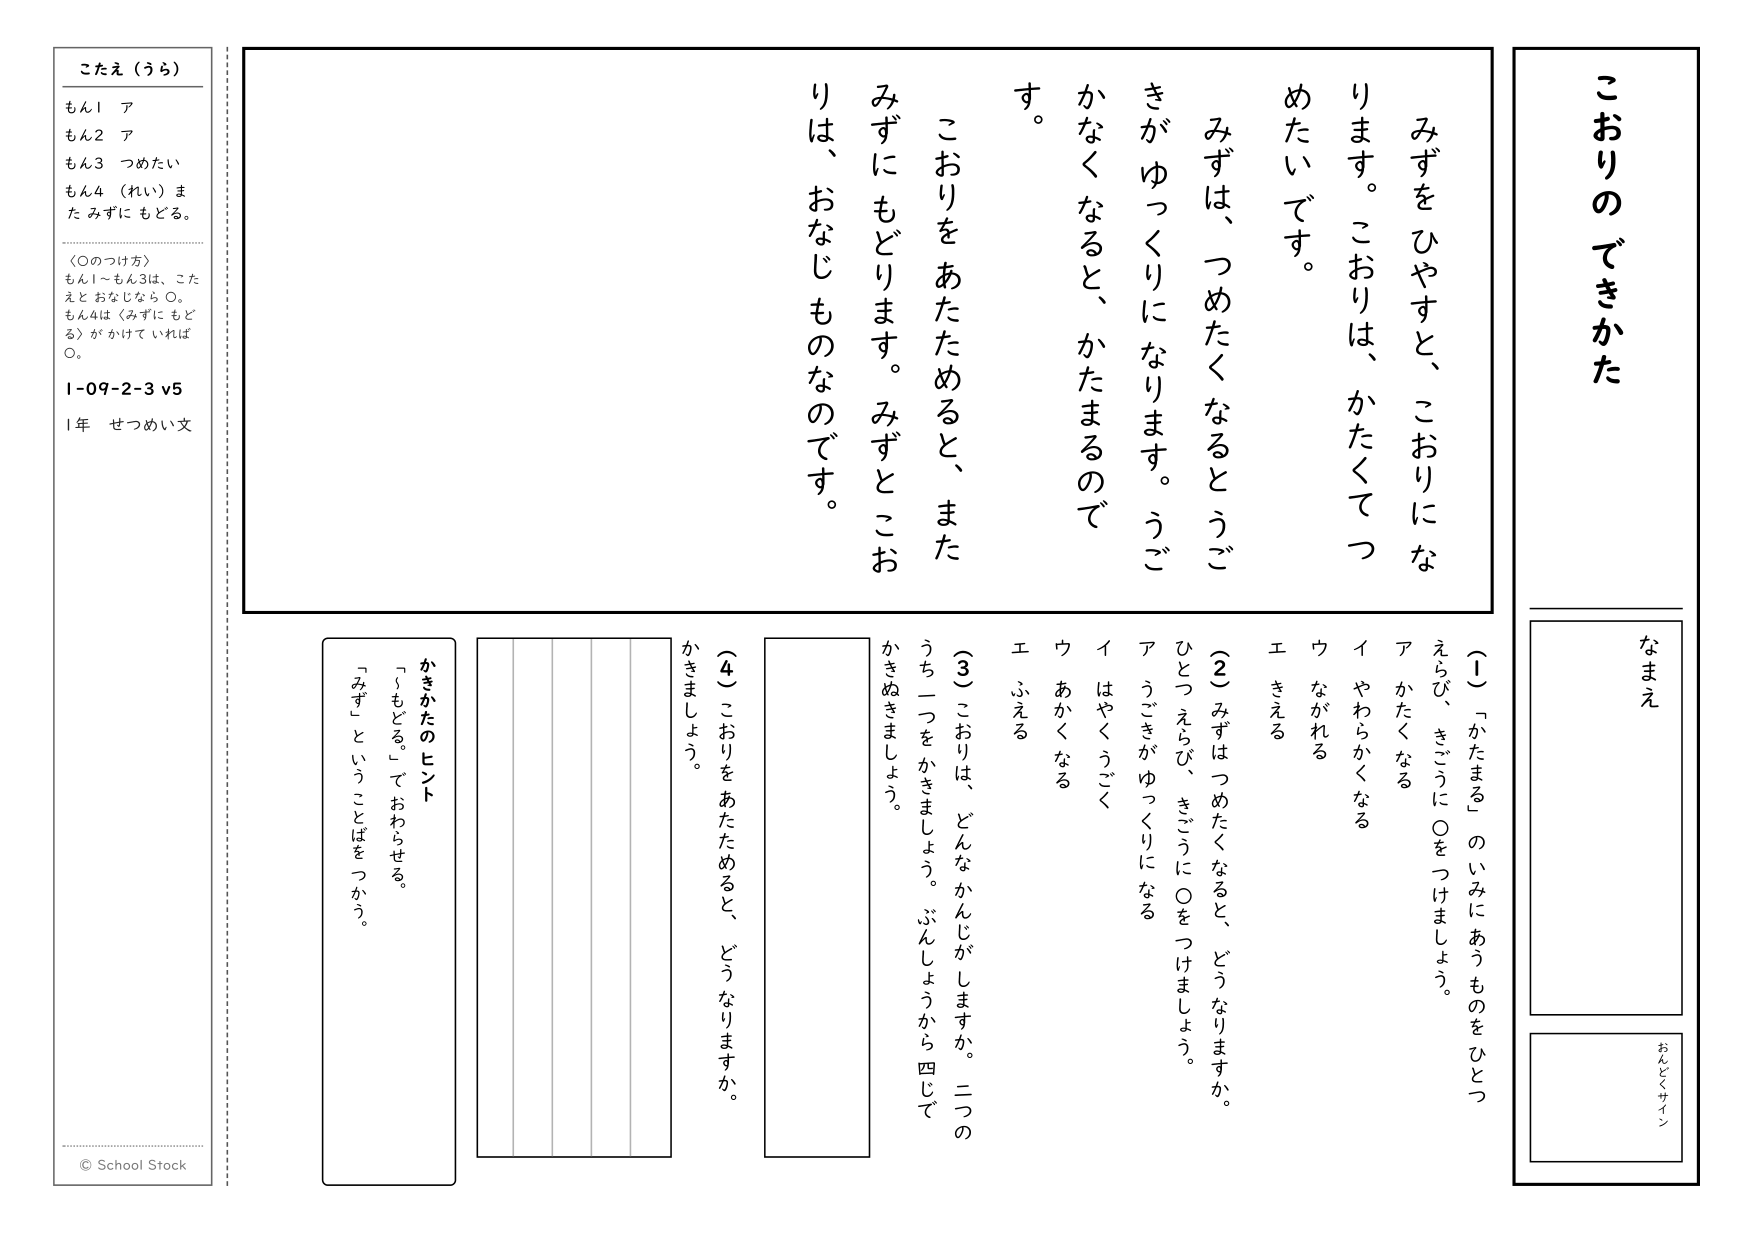 こおりの できかた
なまえ
おんどくサイン
みずを ひやすと、こおりに な
ります。こおりは、かたくて つ
めたい です。
みずは、つめたく なると うご
きが ゆっくりに なります。うご
かなく なると、かたまるので
す。
こおりを あたためると、また
みずに もどります。みずと こお
りは、おなじ ものなのです。
(1)「かたまる」の いみに あう ものを ひとつ
えらび、きごうに ○を つけましょう。
ア かたく なる
イ やわらかく なる
ウ ながれる
エ きえる
(2) みずは つめたく なると、どう なりますか。
ひとつ えらび、きごうに ○を つけましょう。
ア うごきが ゆっくりに なる
イ はやく うごく
ウ あかく なる
エ ふえる
(3) こおりは、どんな かんじが しますか。二つの
うち 一つを かきましょう。ぶんしょうから 四じで
かきぬきましょう。
(4) こおりを あたためると、どう なりますか。
かきましょう。
かきかたの ヒント
「〜もどる。」で おわらせる。
「みず」と いう ことばを つかう。
こたえ（うら）
もん1 ア
もん2 ア
もん3 つめたい
もん4 （れい）ま
た みずに もどる。
〈○のつけ方〉
もん1〜もん3は、こた
えと おなじなら ○。
もん4は〈みずに もど
る〉が かけて いれば
○。
1-09-2-3 v5
1年 せつめい文
© School Stock